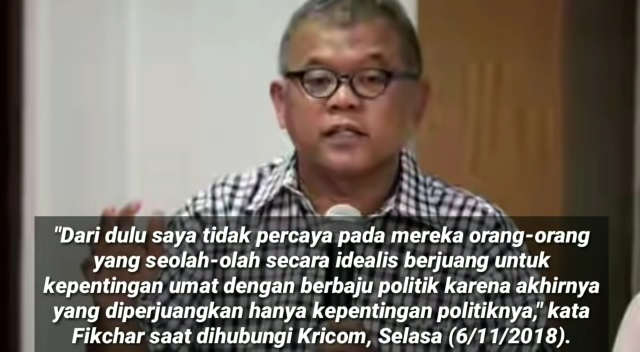 "Dari dulu saya tidak percaya pada mereka orang-orang
yang seolah-olah secara idealis berjuang untuk
kepentingan umat dengan berbaju politik karena akhirnya
yang diperjuangkan hanya kepentingan politiknya," kata
Fikchar saat dihubungi Kricom, Selasa (6/11/2018).